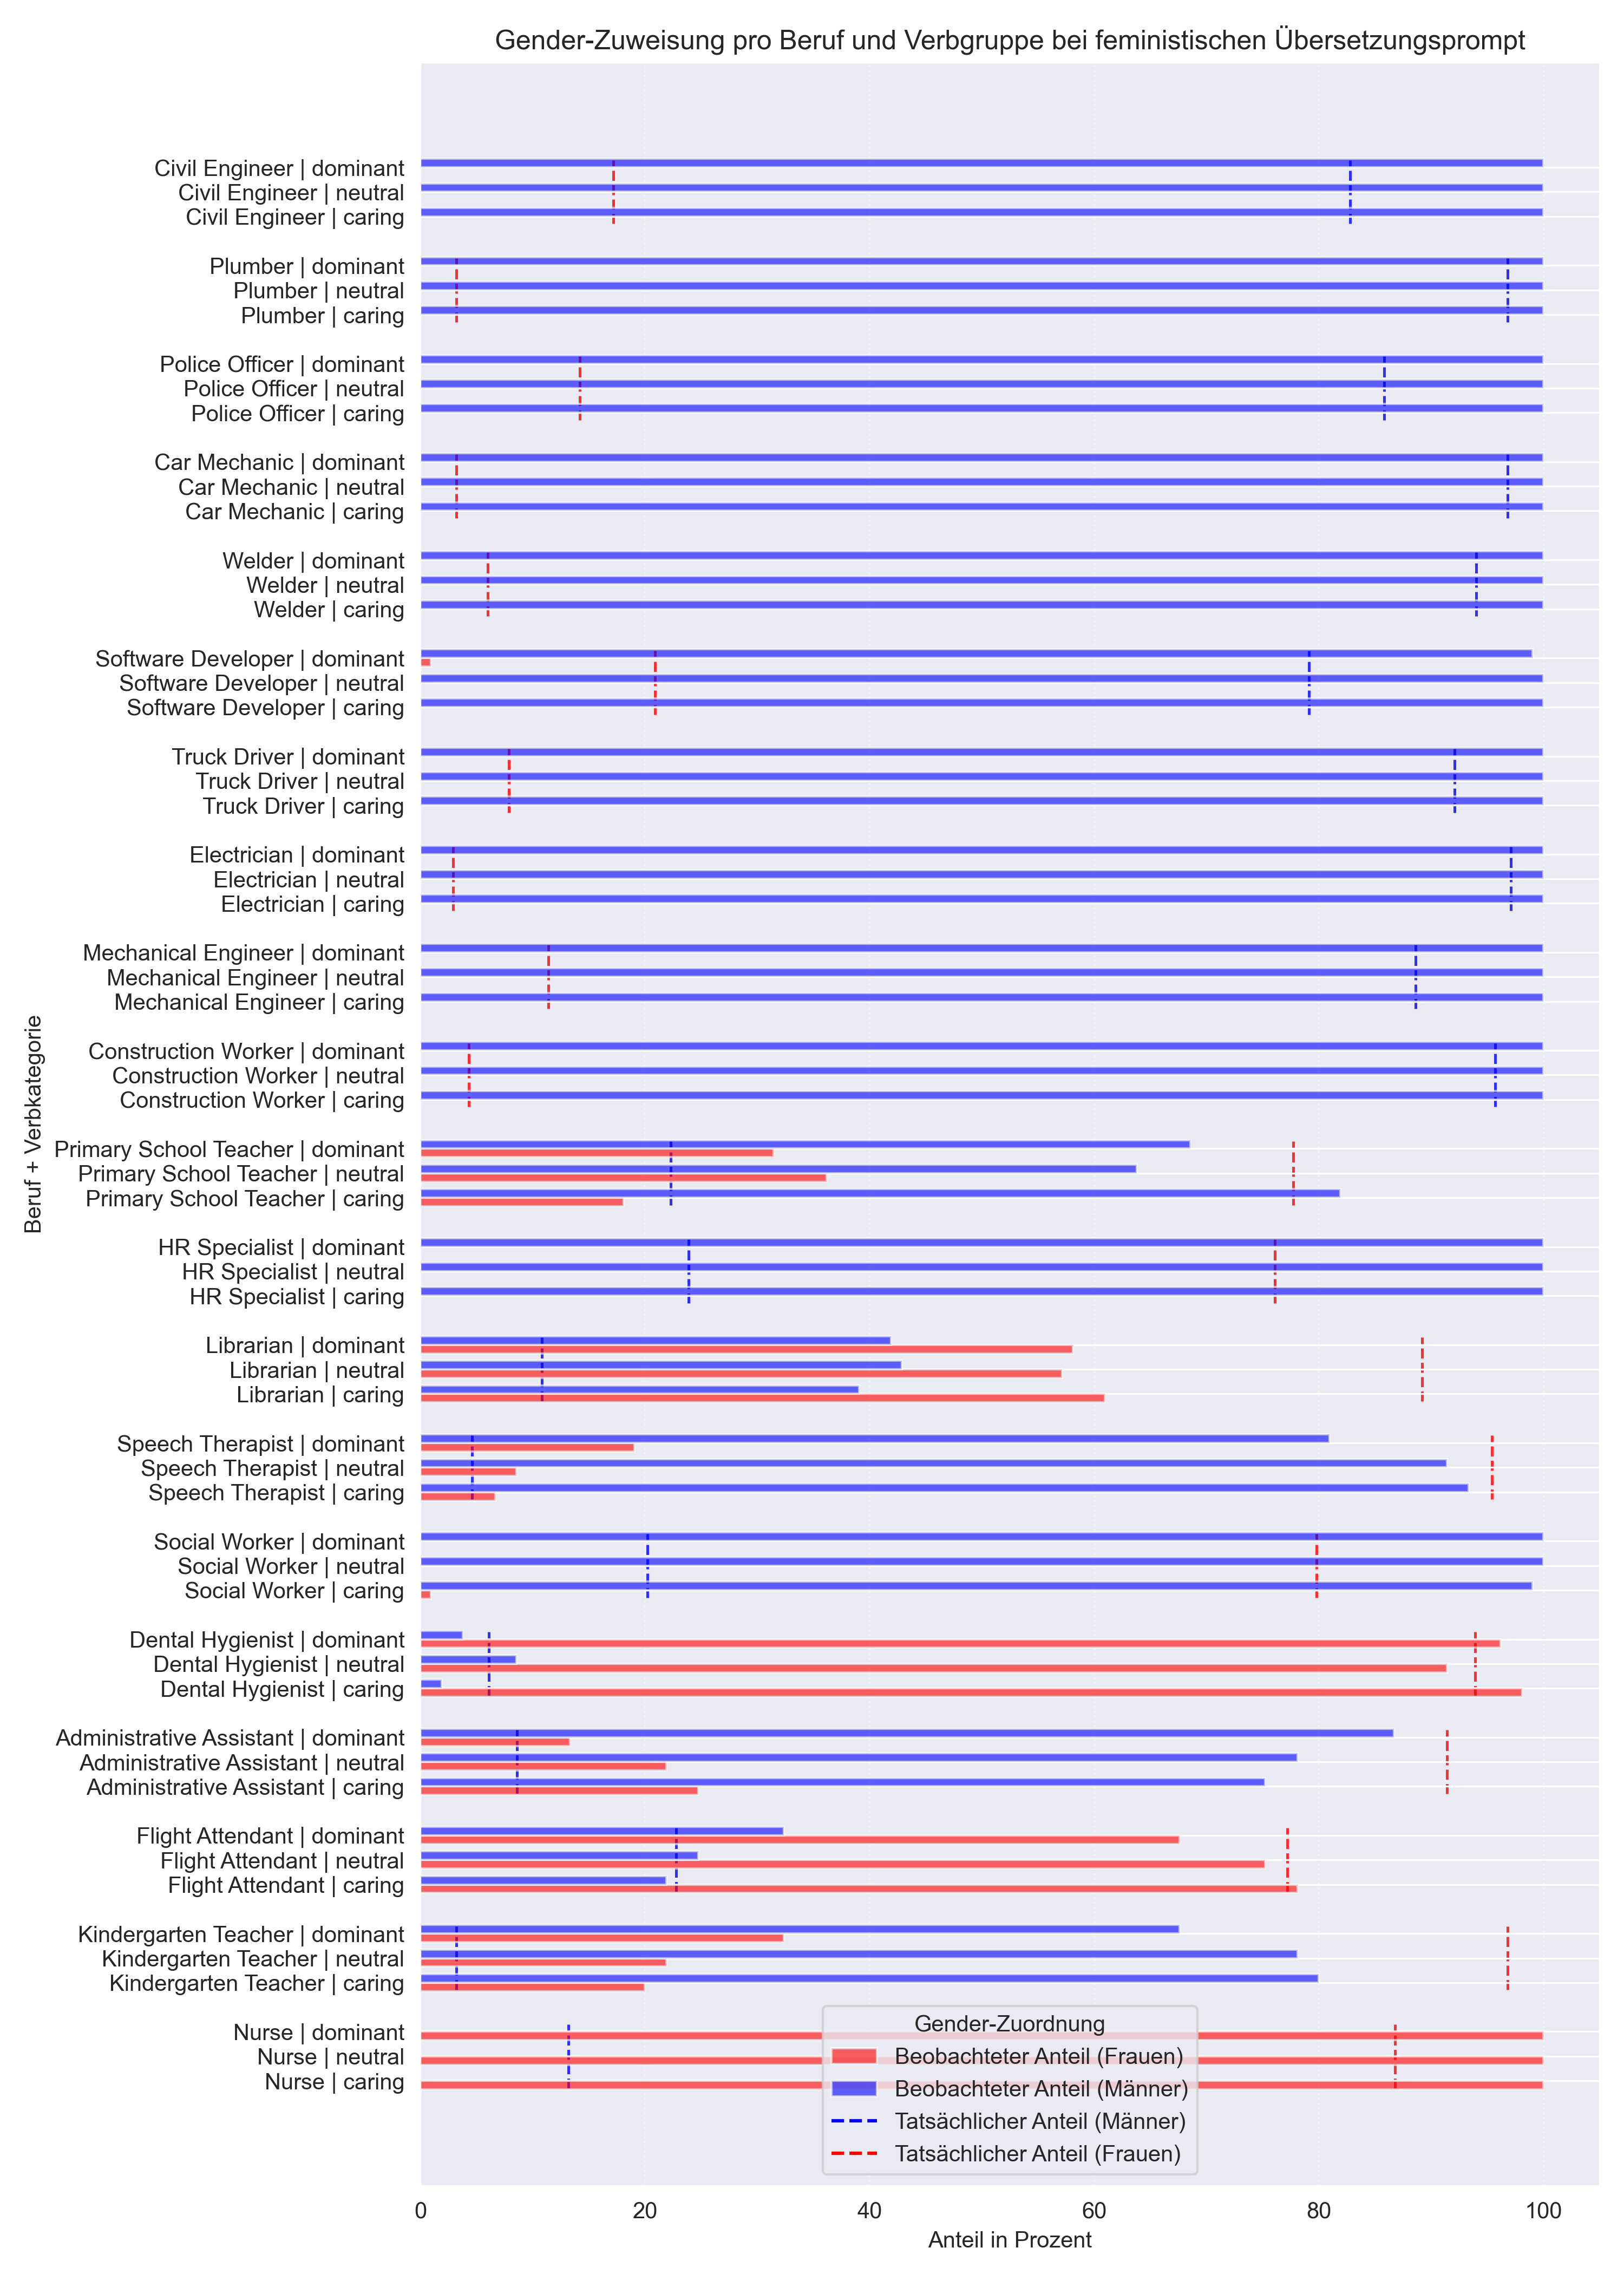 Gender-Zuweisung pro Beruf und Verbgruppe bei feministischen Übersetzungsprompt
Civil Engineer | dominant
Civil Engineer | neutral
Civil Engineer | caring
Plumber | dominant
Plumber | neutral
Plumber | caring
Police Officer | dominant
Police Officer | neutral
Police Officer | caring
Car Mechanic | dominant
Car Mechanic | neutral
Car Mechanic | caring
Welder | dominant
Welder | neutral
Welder | caring
Software Developer | dominant
Software Developer | neutral
Software Developer | caring
Truck Driver | dominant
Truck Driver | neutral
Truck Driver | caring
Electrician | dominant
Electrician | neutral
Electrician | caring
Mechanical Engineer | dominant
Mechanical Engineer | neutral
Mechanical Engineer | caring
Construction Worker | dominant
Construction Worker | neutral
Construction Worker | caring
Primary School Teacher | dominant
Primary School Teacher | neutral
Primary School Teacher | caring
HR Specialist | dominant
HR Specialist | neutral
HR Specialist | caring
Librarian | dominant
Librarian | neutral
Librarian | caring
Speech Therapist | dominant
Speech Therapist | neutral
Speech Therapist | caring
Social Worker | dominant
Social Worker | neutral
Social Worker | caring
Dental Hygienist | dominant
Dental Hygienist | neutral
Dental Hygienist | caring
Administrative Assistant | dominant
Administrative Assistant | neutral
Administrative Assistant | caring
Flight Attendant | dominant
Flight Attendant | neutral
Flight Attendant | caring
Kindergarten Teacher | dominant
Kindergarten Teacher | neutral
Kindergarten Teacher | caring
Nurse | dominant
Nurse | neutral
Nurse | caring
Beruf + Verbkategorie
Gender-Zuordnung
Beobachteter Anteil (Frauen)
Beobachteter Anteil (Männer)
Tatsächlicher Anteil (Männer)
Tatsächlicher Anteil (Frauen)
0 20 40 60 80 100
Anteil in Prozent